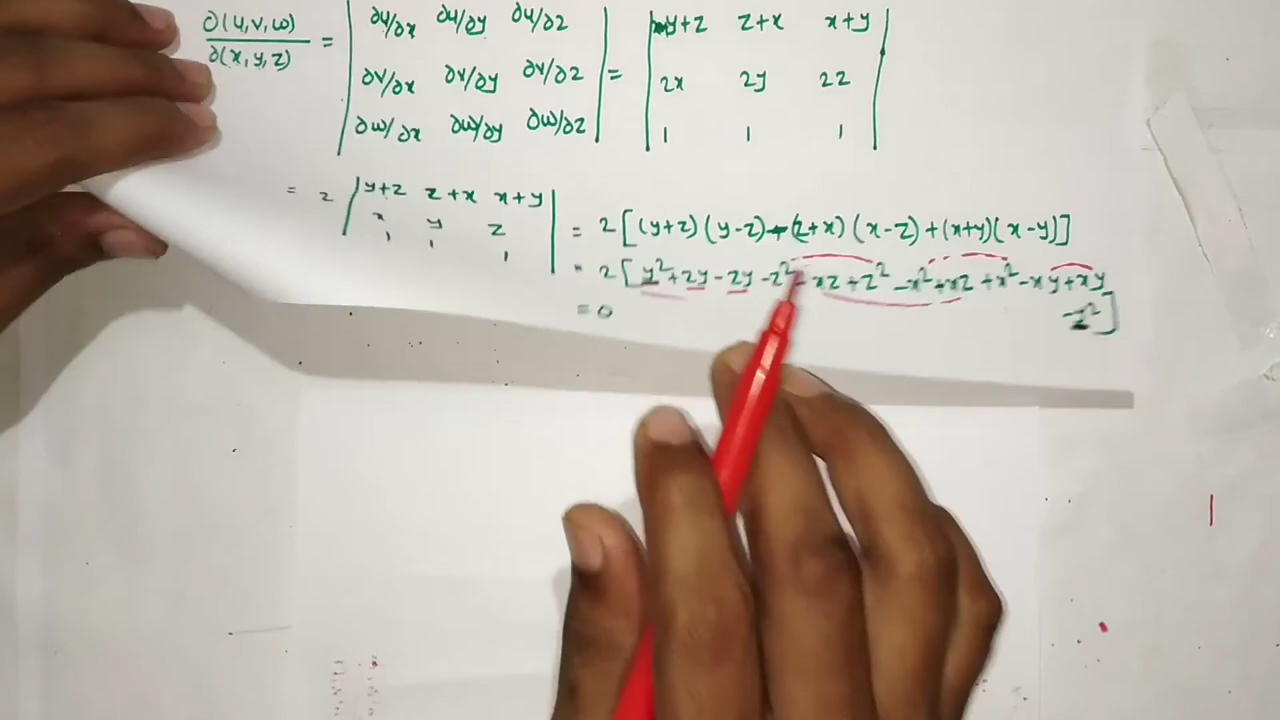 ∂(u,v,w)/∂(x,y,z) = | ∂u/∂x ∂u/∂y ∂u/∂z | = | y+z z+x x+y |
| ∂v/∂x ∂v/∂y ∂v/∂z | | 2x 2y 2z |
| ∂w/∂x ∂w/∂y ∂w/∂z | | 1 1 1 |
= 2 | y+z z+x x+y |
| x y z | = 2[(y+z)(y-z)-(z+x)(x-z)+(x+y)(x-y)]
| 1 1 1 |
= 2[y²+zy-zy-z²-xz+z²-x²+xz+x²-xy+xy
= 0
]